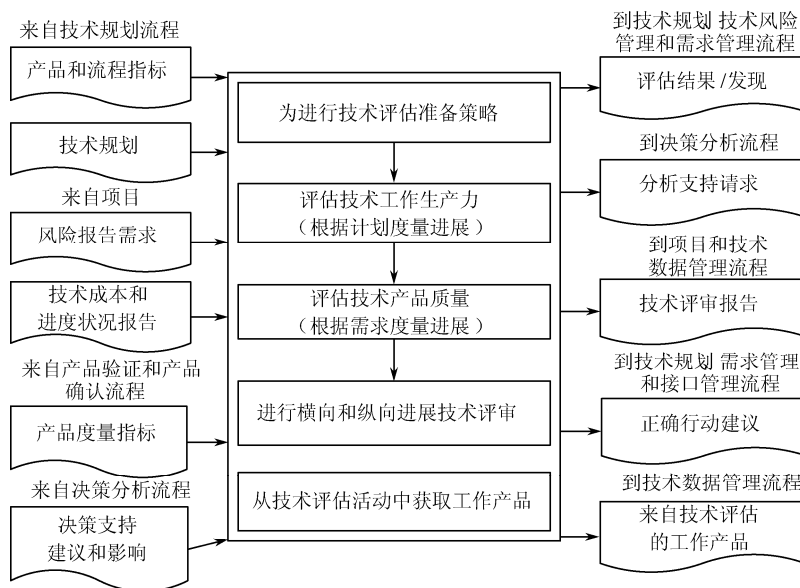 来自技术规划流程
产品和流程指标
技术规划
来自项目
风险报告需求
技术成本和
进度状况报告
来自产品验证和产品
确认流程
产品度量指标
来自决策分析流程
决策支持
建议和影响
为进行技术评估准备策略
评估技术工作生产力
（根据计划度量进展）
评估技术产品质量
（根据需求度量进展）
进行横向和纵向进展技术评审
从技术评估活动中获取工作产品
到技术规划 技术风险
管理和需求管理流程
评估结果/发现
到决策分析流程
分析支持请求
到项目和技术
数据管理流程
技术评审报告
到技术规划 需求管理
和接口管理流程
正确行动建议
到技术数据管理流程
来自技术评估
的工作产品